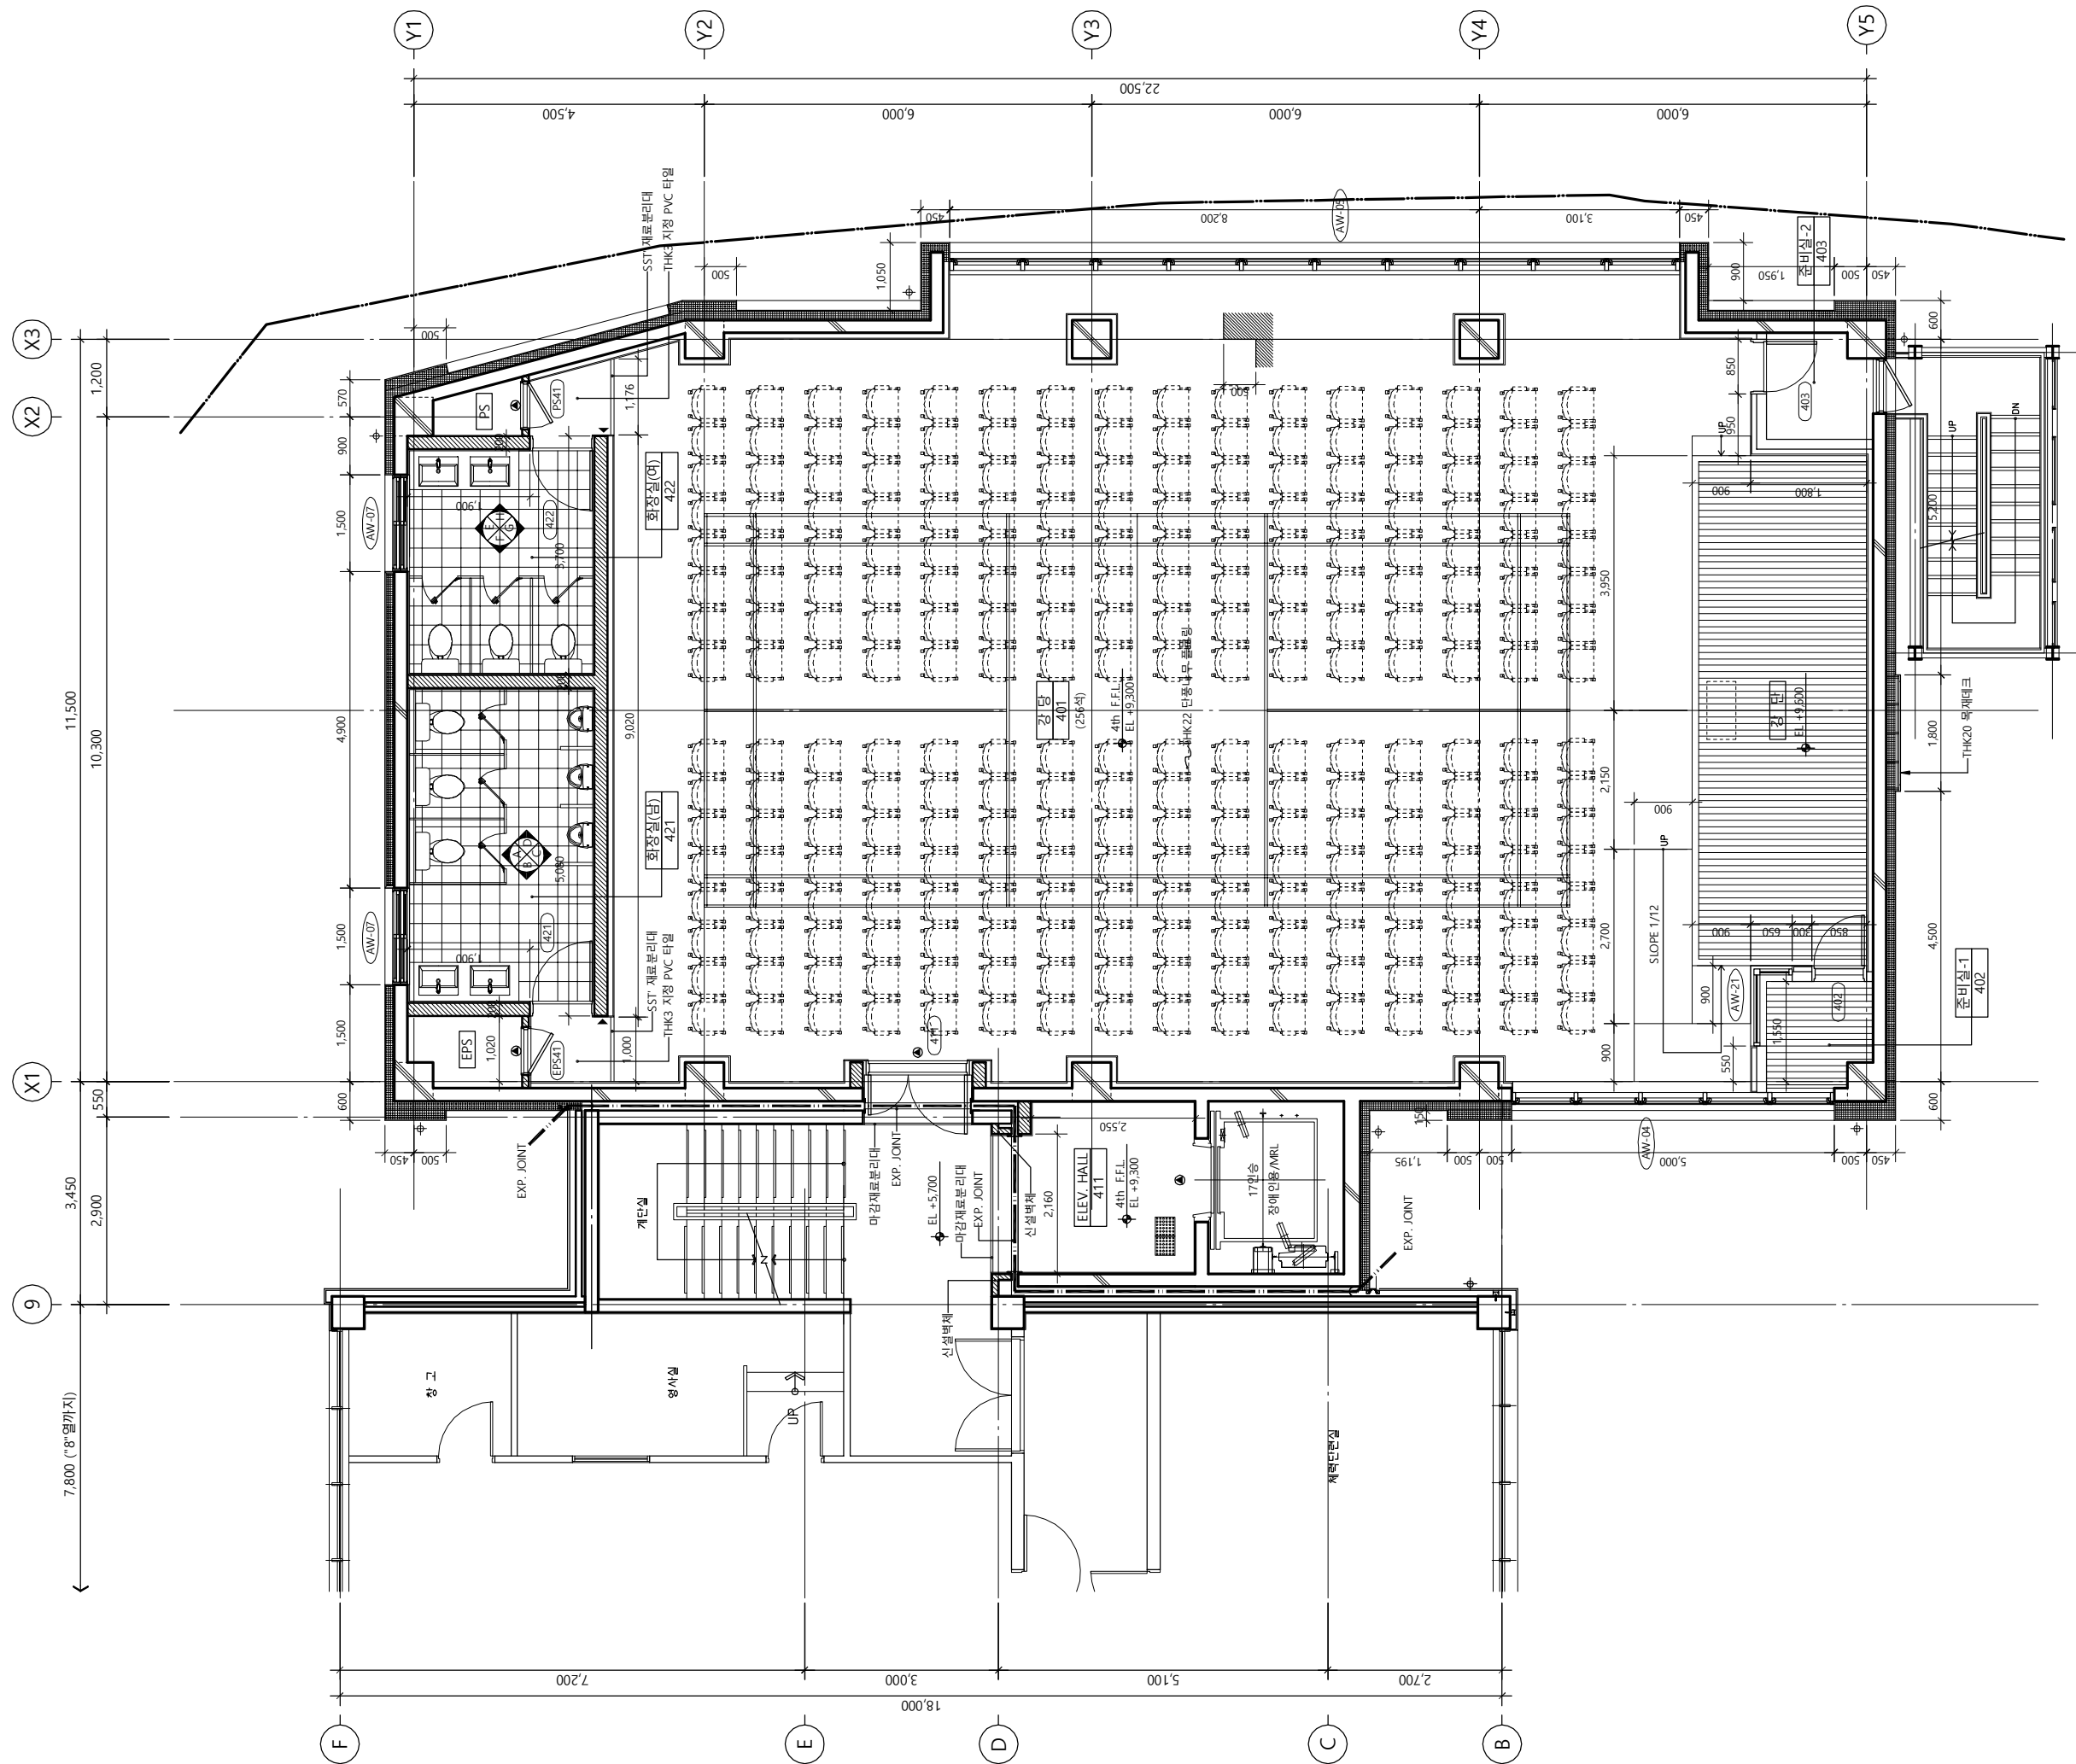 Y1
Y2
Y3
Y4
Y5
22,500
4,500
6,000
6,000
6,000
X3
X2
X1
9
1,200
11,500
10,300
550
3,450
2,900
7,800 ("8"열까지)
570
900
1,500
4,900
1,500
1,500
600
AW-07
AW-07
500
500
450
500
1,050
450
8,200
AW-05
3,100
450
900
1,950
500
450
600
SST' 재료분리대
THK3 지정 PVC 타일
PS
PS41
1,176
200
1,900
422
E
H
F
G
3,700
화장실(여)
422
200
9,020
화장실(남)
421
A
D
B
C
5,080
421
1,900
200
EPS
1,020
EPS41
1,000
SST' 재료분리대
THK3 지정 PVC 타일
411
강 당
401
(256석)
4th F.F.L.
EL +9,300
THK22 단풍나무 플로링
500
준비실-2
403
850
950
403
UP
900
1,800
3,950
2,150
2,700
900
900
UP
SLOPE 1/12
강 단
EL +9,600
900
650
300
850
900
AW-21
402
1,550
550
준비실-1
402
UP
DN
5,200
1,800
THK20 목재데크
4,500
600
EXP. JOINT
계단실
마감재료분리대
EXP. JOINT
EL +5,700
마감재료분리대
EXP. JOINT
신설벽체
2,160
2,550
ELEV. HALL
411
4th F.F.L.
EL +9,300
17인승
장애인용/MRL
150
1,195
500
500
AW-04
5,000
500
450
EXP. JOINT
신설벽체
창 고
영사실
UP
체력단련실
7,200
3,000
5,100
2,700
18,000
F
E
D
C
B